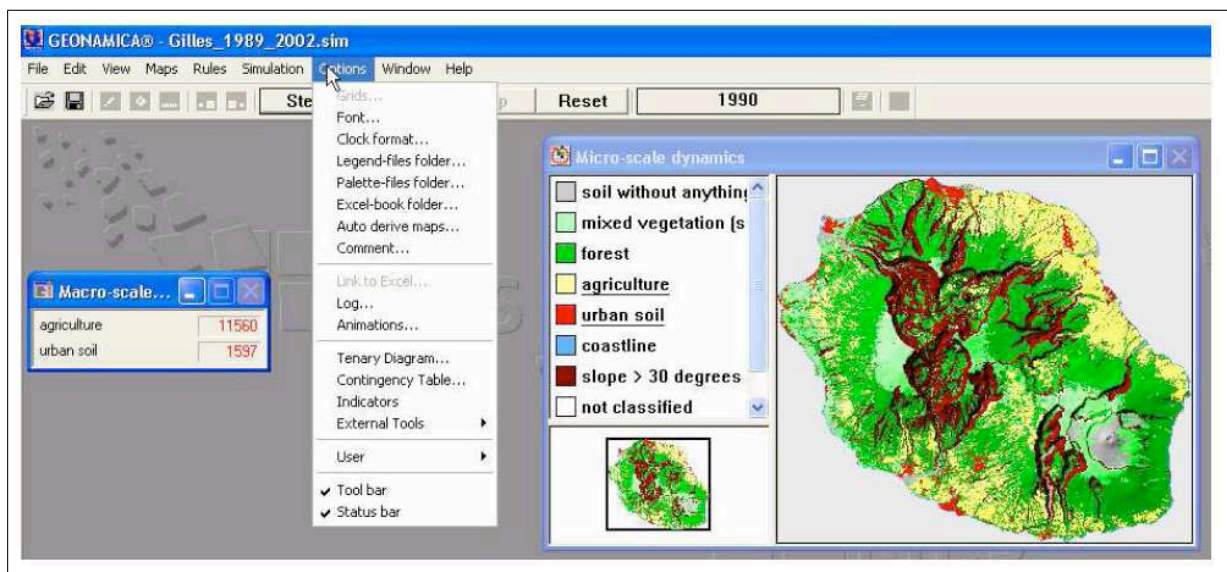 GEONAMICA® - Gilles_1989_2002.sim
File Edit View Maps Rules Simulation Options Window Help
Ste
p
Reset
1990
Grids...
Font...
Clock format...
Legend-files folder...
Palette-files folder...
Excel-book folder...
Auto derive maps...
Comment...
Link to Excel...
Log...
Animations...
Tenary Diagram...
Contingency Table...
Indicators
External Tools
User
Tool bar
Status bar
Macro-scale...
agriculture 11560
urban soil 1597
Micro-scale dynamics
soil without anything
mixed vegetation (s
forest
agriculture
urban soil
coastline
slope > 30 degrees
not classified